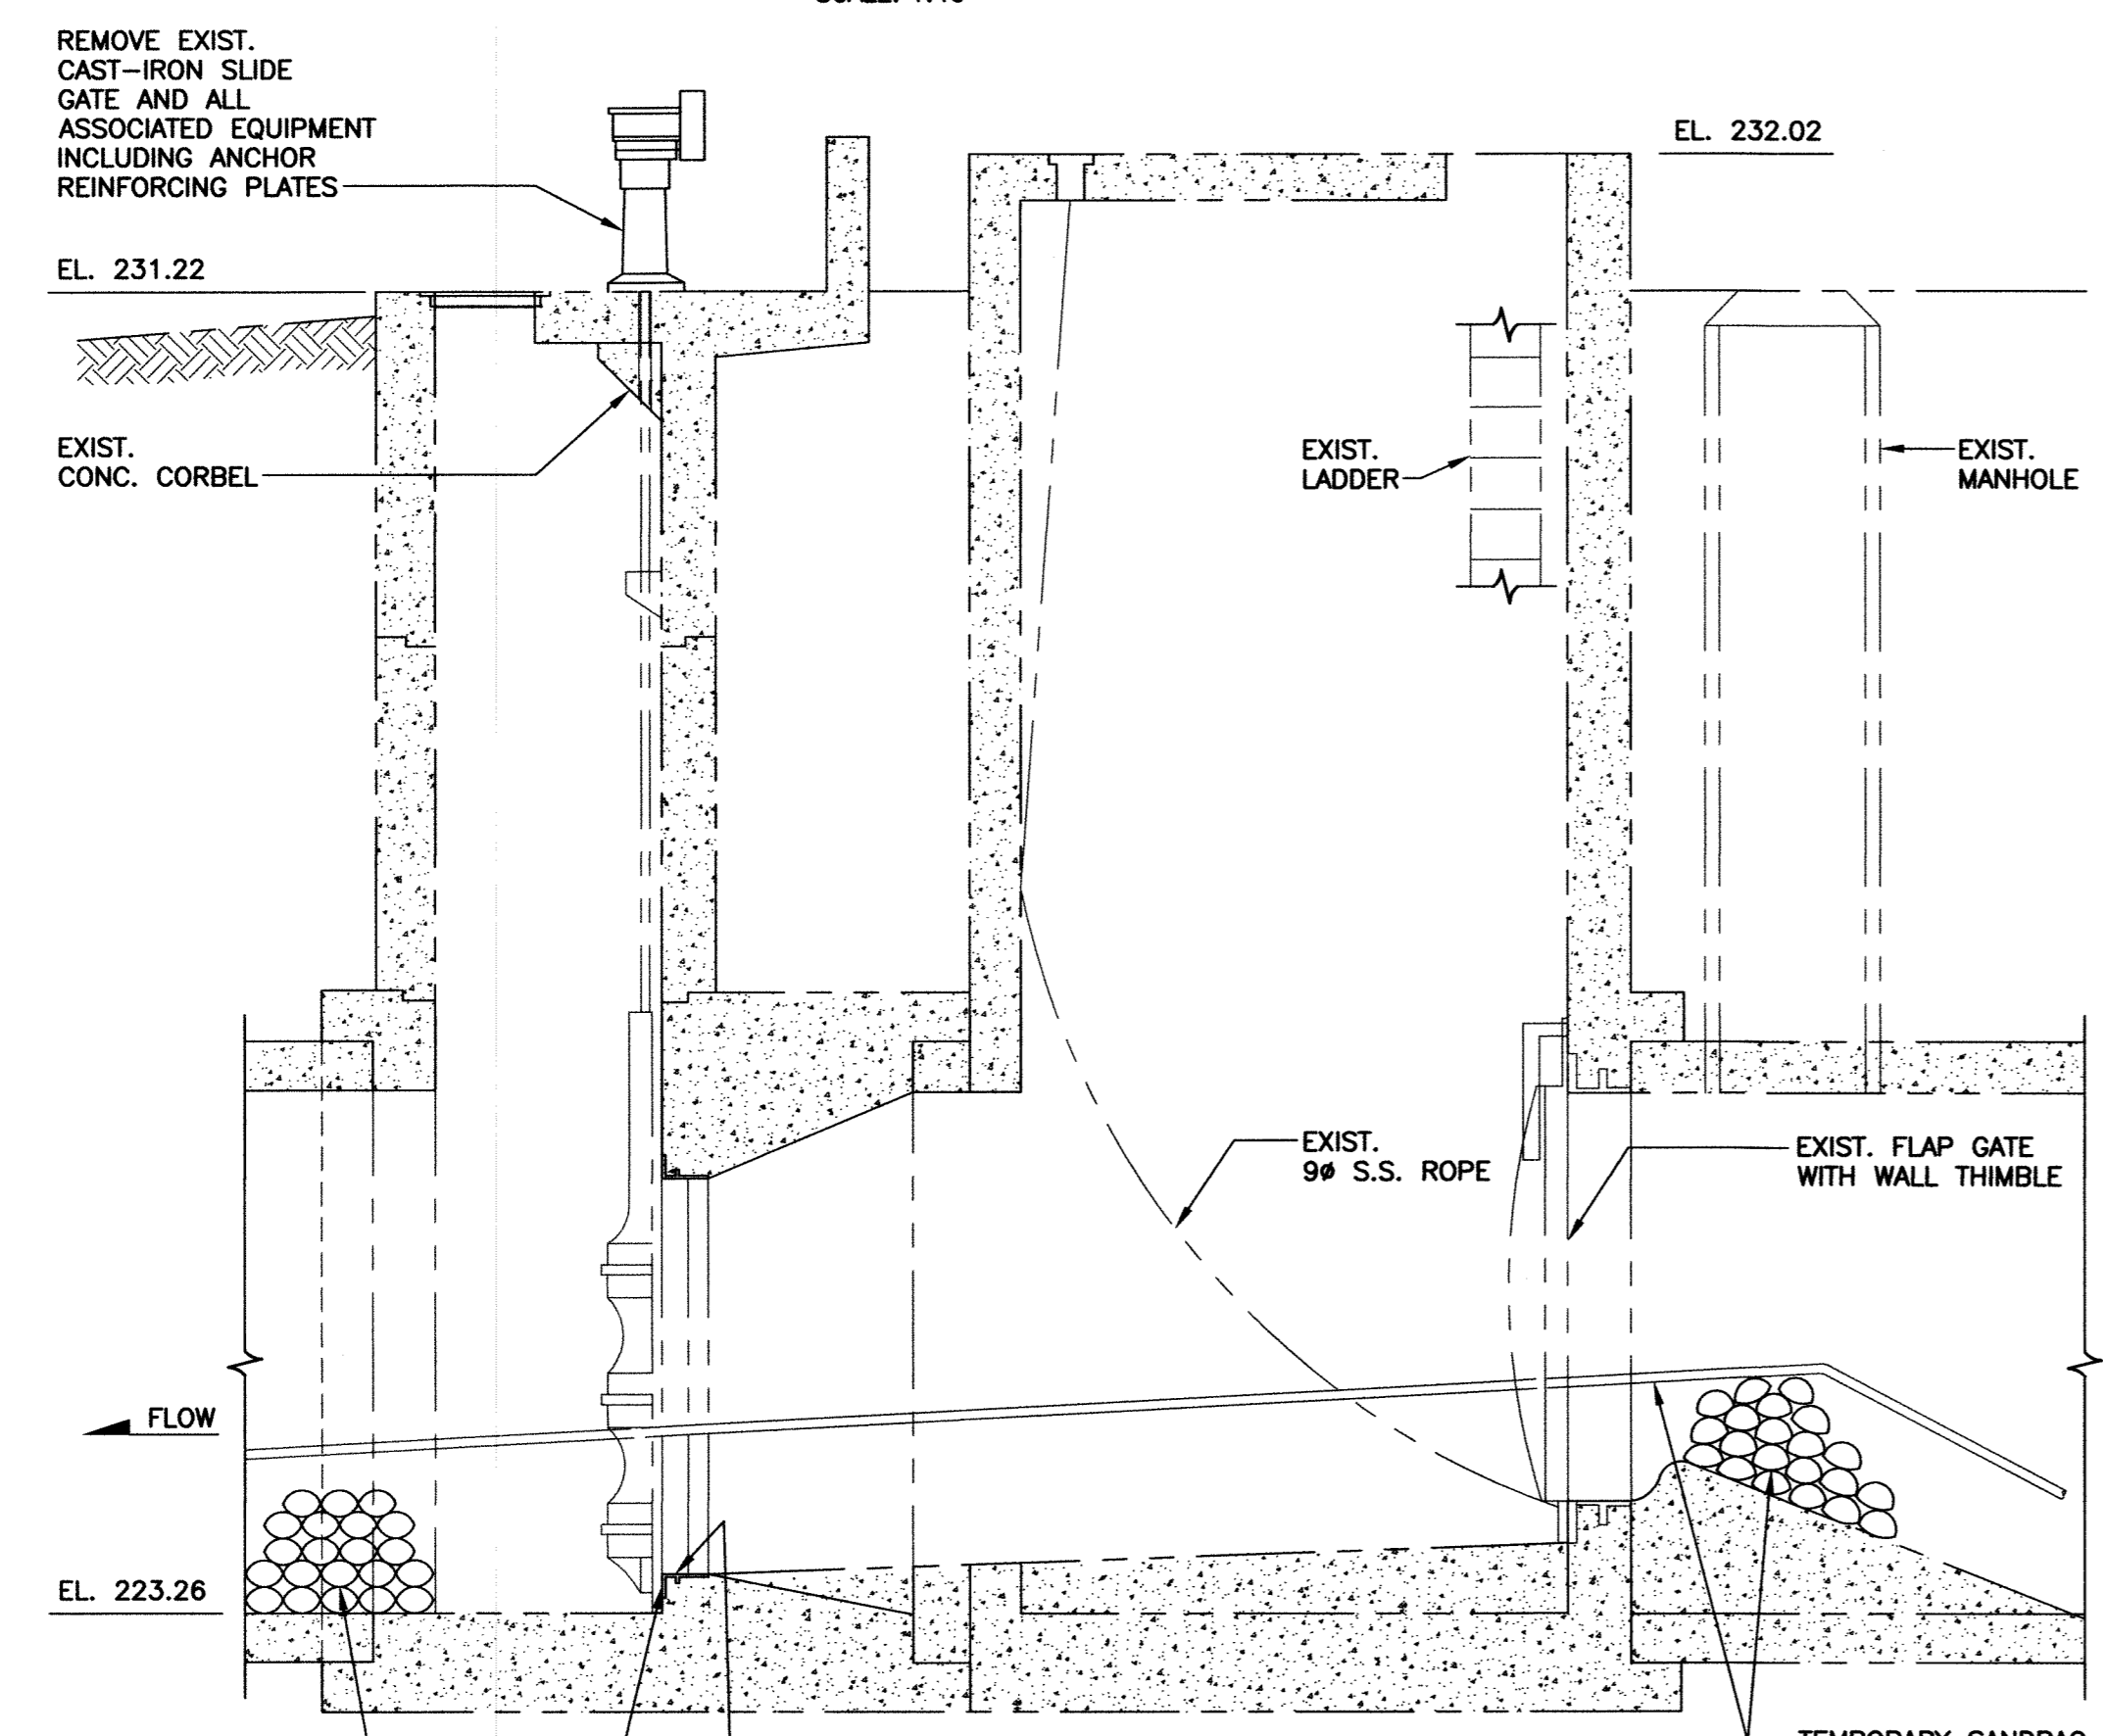 REMOVE EXIST.
CAST-IRON SLIDE
GATE AND ALL
ASSOCIATED EQUIPMENT
INCLUDING ANCHOR
REINFORCING PLATES
EL. 232.02
EL. 231.22
EXIST.
CONC. CORBEL
EXIST.
LADDER
EXIST.
MANHOLE
EXIST.
9ø S.S. ROPE
EXIST. FLAP GATE
WITH WALL THIMBLE
FLOW
EL. 223.26
TEMPORARY SANDBAG